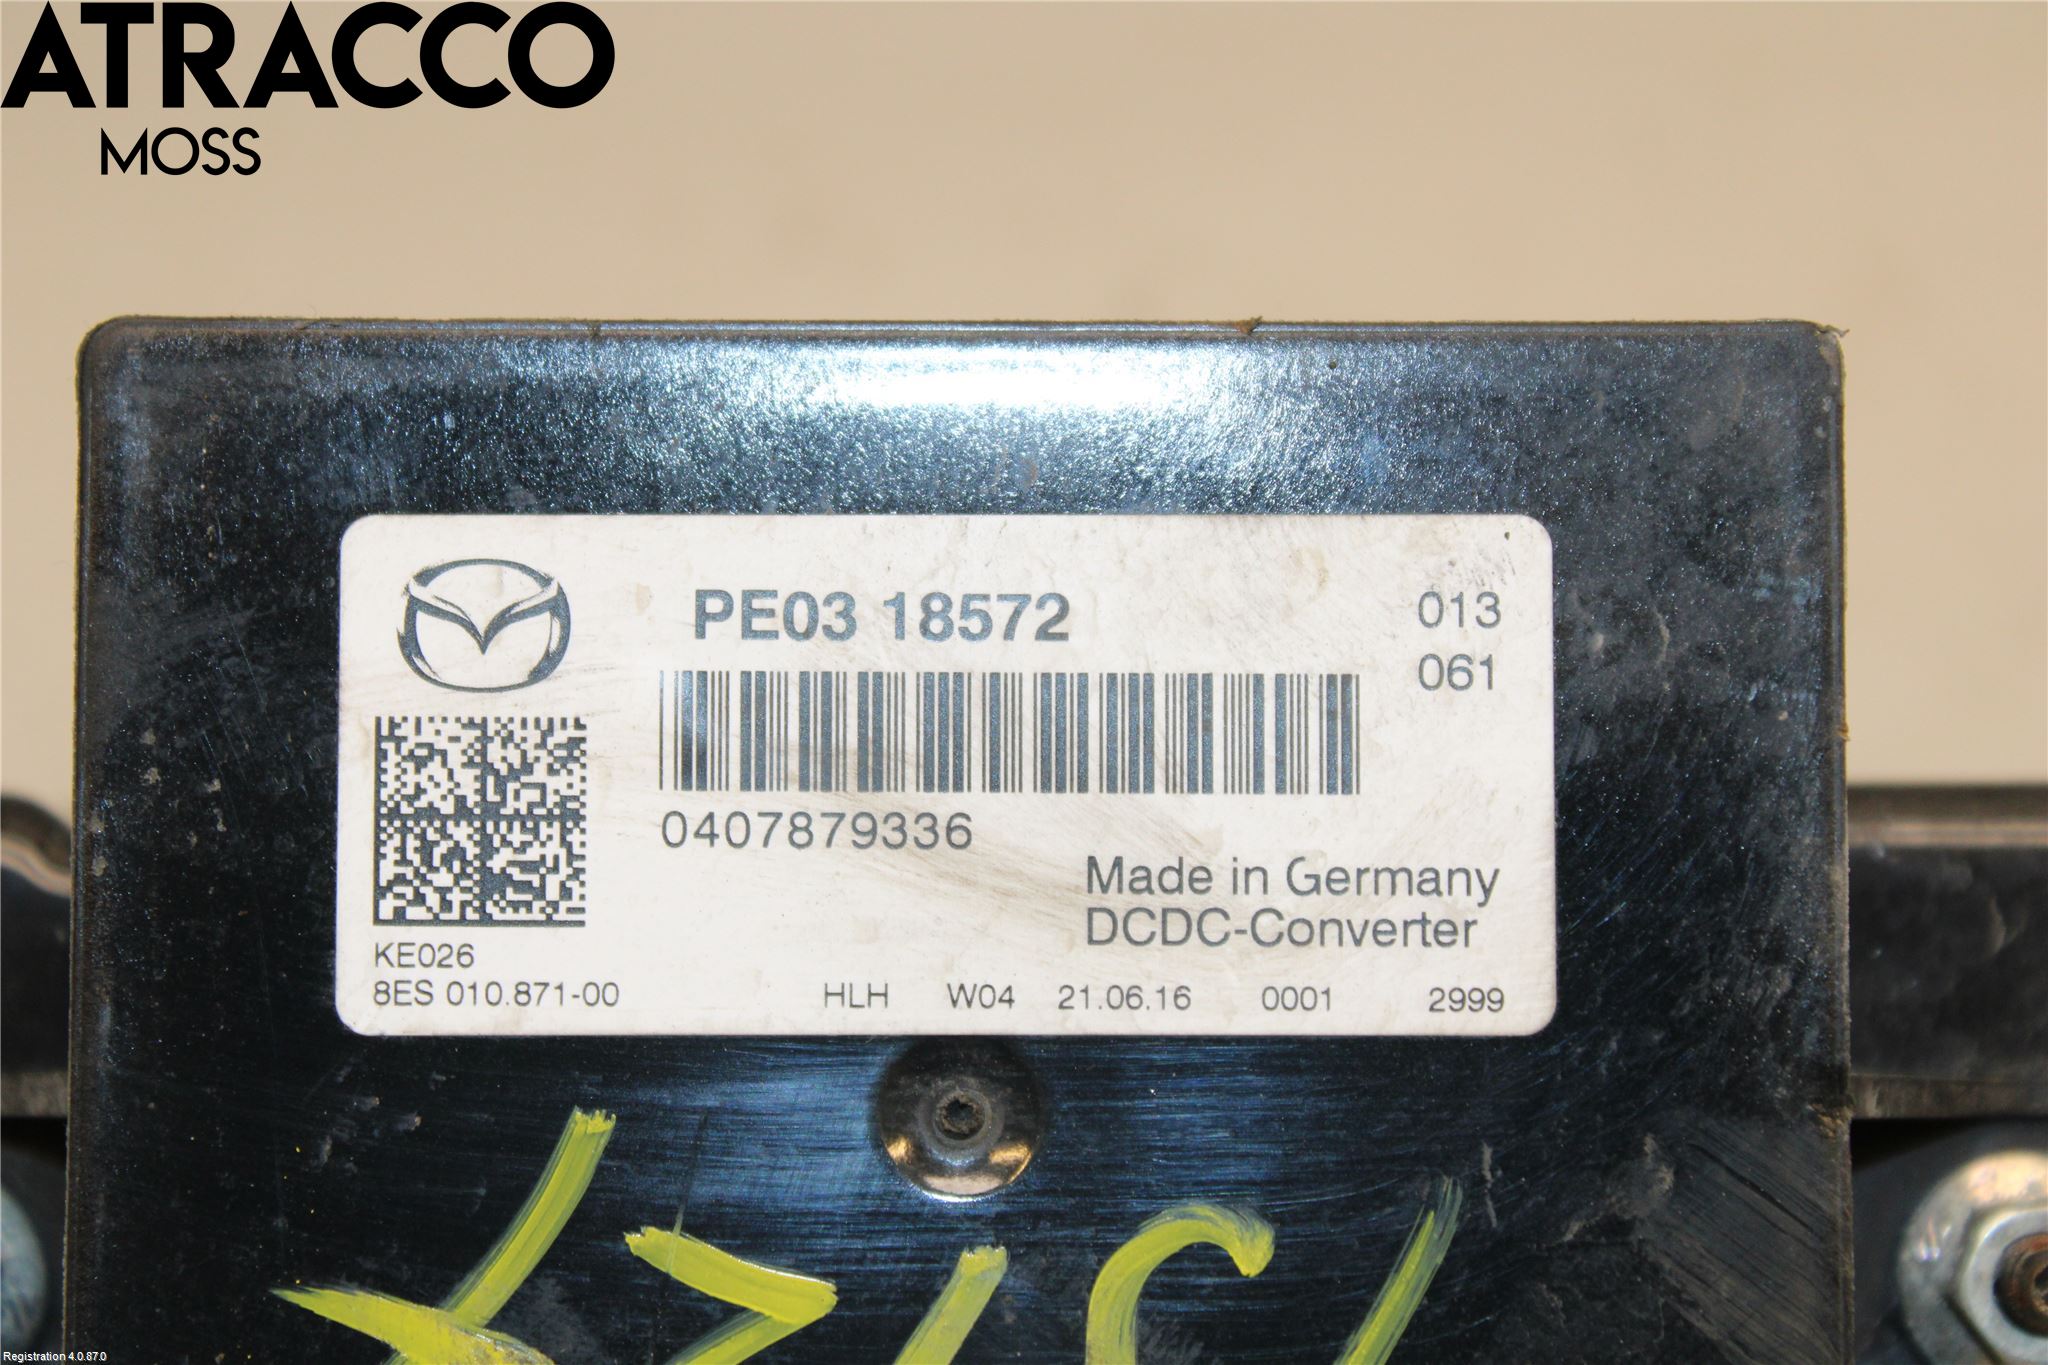 ATRACCO
MOSS
PE03 18572
013
061
0407879336
Made in Germany
DCDC-Converter
KE026
8ES 010.871-00 HLH W04 21.06.16 0001 2999
Registration 4.0.87.0